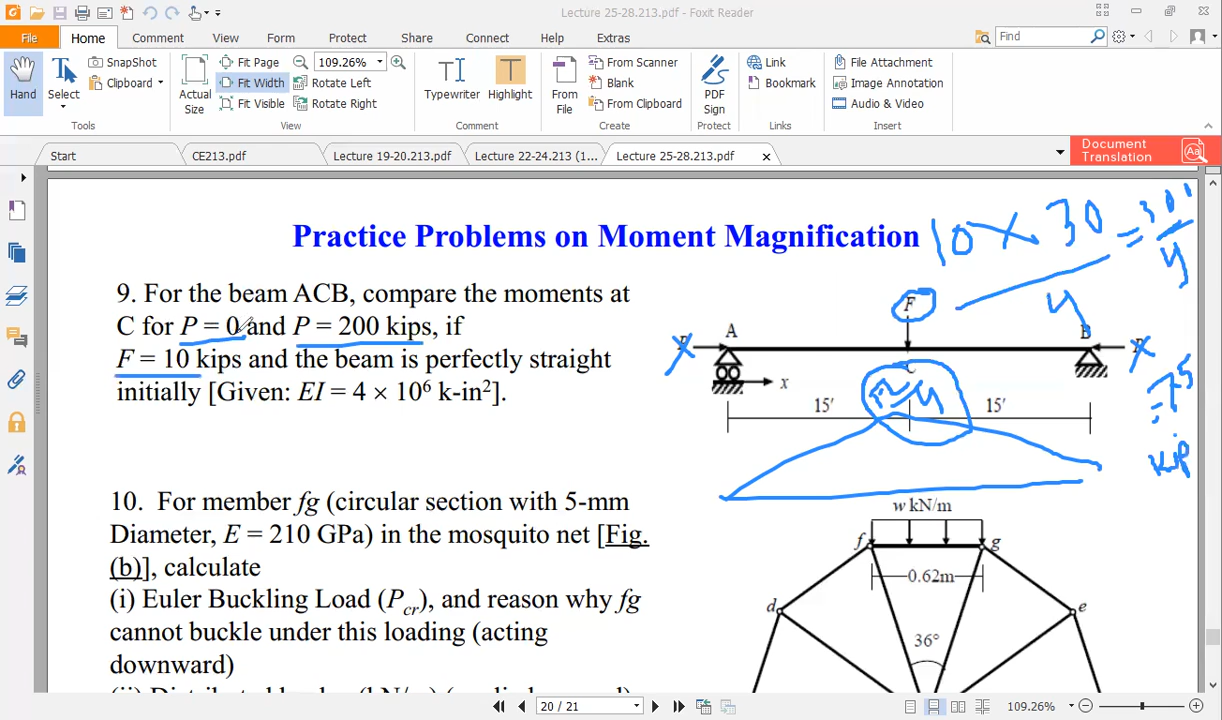 Lecture 25-28.213.pdf - Foxit Reader
File Home Comment View Form Protect Share Connect Help Extras Find
SnapShot Fit Page 109.26% From Scanner Link File Attachment
Hand Select Clipboard Actual Size Fit Width Rotate Left Typewriter Highlight From File Blank PDF Sign Bookmark Image Annotation
Fit Visible Rotate Right From Clipboard Audio & Video
Tools View Comment Create Protect Links Insert
Start CE213.pdf Lecture 19-20.213.pdf Lecture 22-24.213 (1... Lecture 25-28.213.pdf Document Translation
Practice Problems on Moment Magnification
10 × 30 / 4 = 300 / 4
= 75 kip
9. For the beam ACB, compare the moments at
C for P = 0 and P = 200 kips, if
F = 10 kips and the beam is perfectly straight
initially [Given: EI = 4 × 10⁶ k-in²].
F
A B
C
x
15′ 15′
10. For member fg (circular section with 5-mm
Diameter, E = 210 GPa) in the mosquito net [Fig.
(b)], calculate
(i) Euler Buckling Load (Pcr), and reason why fg
cannot buckle under this loading (acting
downward)
w kN/m
f g
0.62m
d e
36°
20 / 21 109.26%